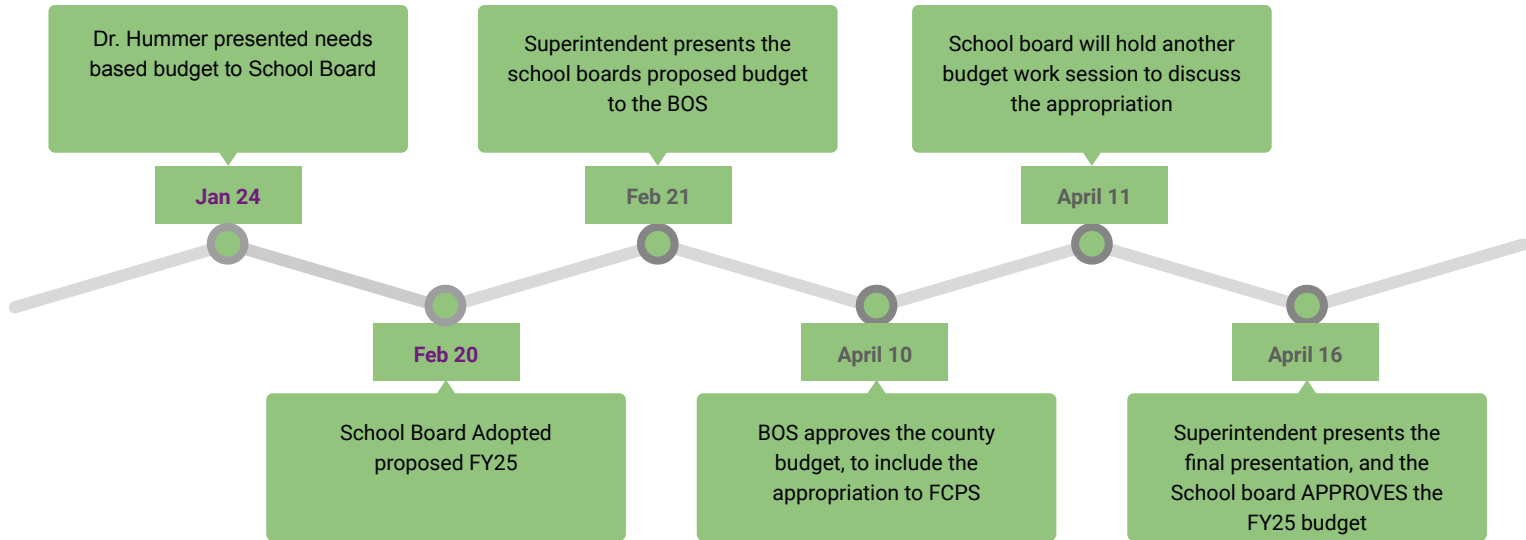 Dr. Hummer presented needs
based budget to School Board
Jan 24
Feb 20
School Board Adopted
proposed FY25
Superintendent presents the
school boards proposed budget
to the BOS
Feb 21
April 10
BOS approves the county
budget, to include the
appropriation to FCPS
School board will hold another
budget work session to discuss
the appropriation
April 11
April 16
Superintendent presents the
final presentation, and the
School board APPROVES the
FY25 budget